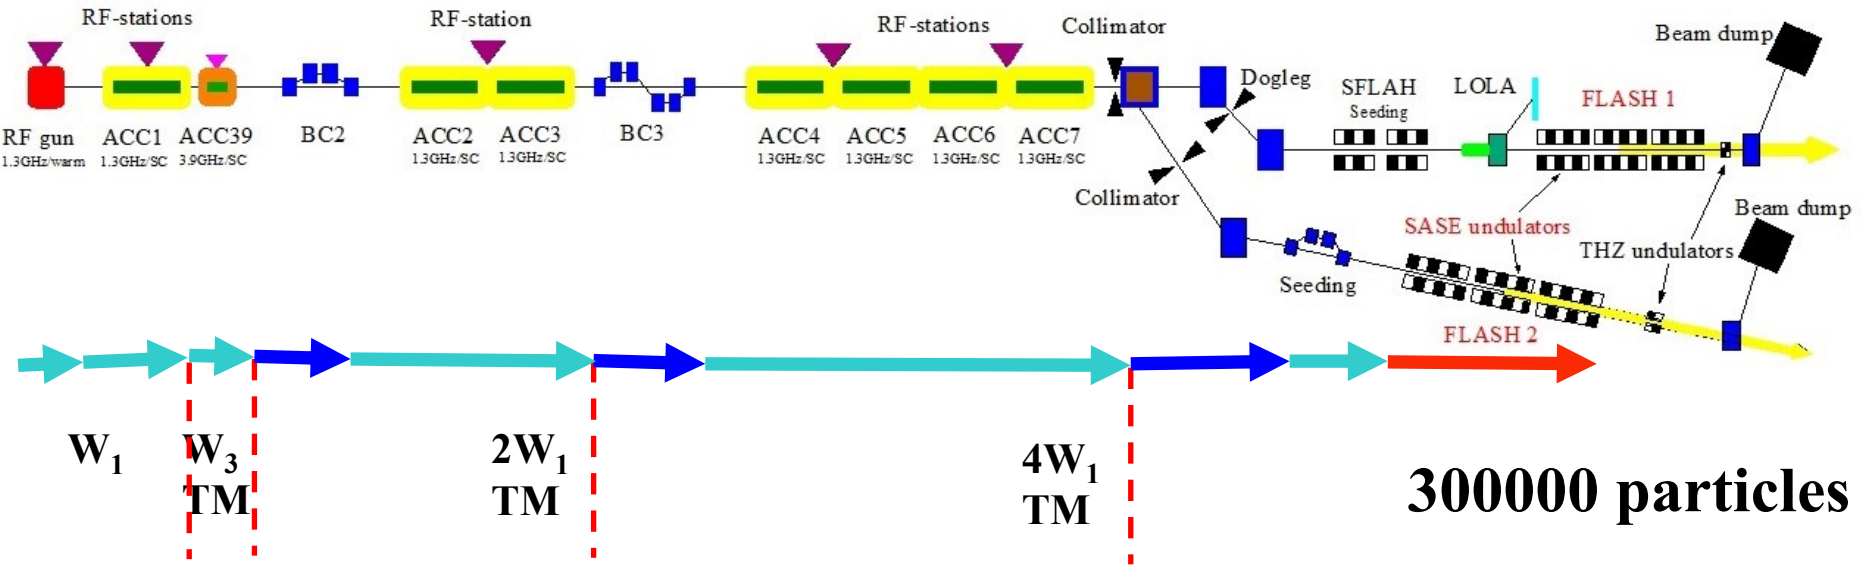 RF-stations
RF-station
RF-stations
Collimator
Beam dump
Dogleg
SFLAH
Seeding
LOLA
FLASH 1
RF gun
1.3GHz/warm
ACC1
1.3GHz/SC
ACC39
3.9GHz/SC
BC2
ACC2
1.3GHz/SC
ACC3
1.3GHz/SC
BC3
ACC4
1.3GHz/SC
ACC5
1.3GHz/SC
ACC6
1.3GHz/SC
ACC7
1.3GHz/SC
Collimator
SASE undulators
Beam dump
THZ undulators
Seeding
FLASH 2
W1
W3
TM
2W1
TM
4W1
TM
300000 particles